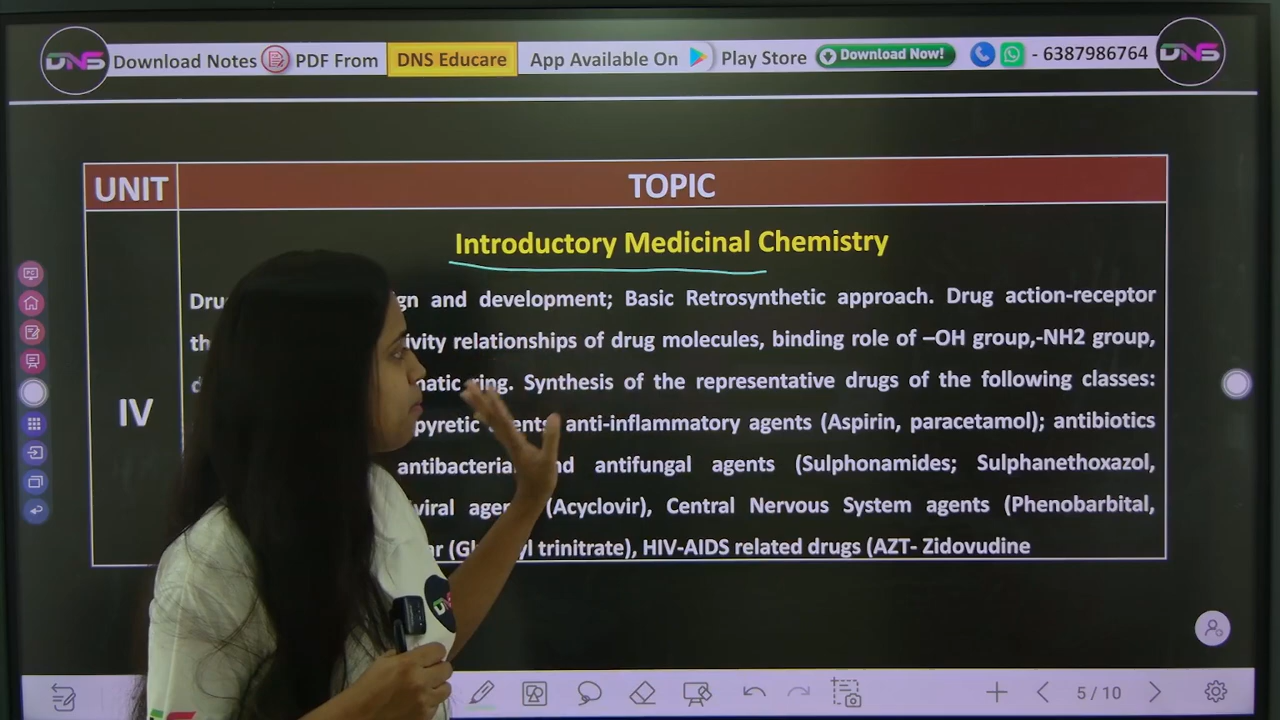 DNS Download Notes PDF From DNS Educare App Available On Play Store Download Now! - 6387986764 DNS
UNIT TOPIC
Introductory Medicinal Chemistry
and development; Basic Retrosynthetic approach. Drug action-receptor
relationships of drug molecules, binding role of –OH group,-NH2 group,
ring. Synthesis of the representative drugs of the following classes:
IV
anti-inflammatory agents (Aspirin, paracetamol); antibiotics
antifungal agents (Sulphonamides; Sulphanethoxazol,
(Acyclovir), Central Nervous System agents (Phenobarbital,
trinitrate), HIV-AIDS related drugs (AZT- Zidovudine
5 / 10